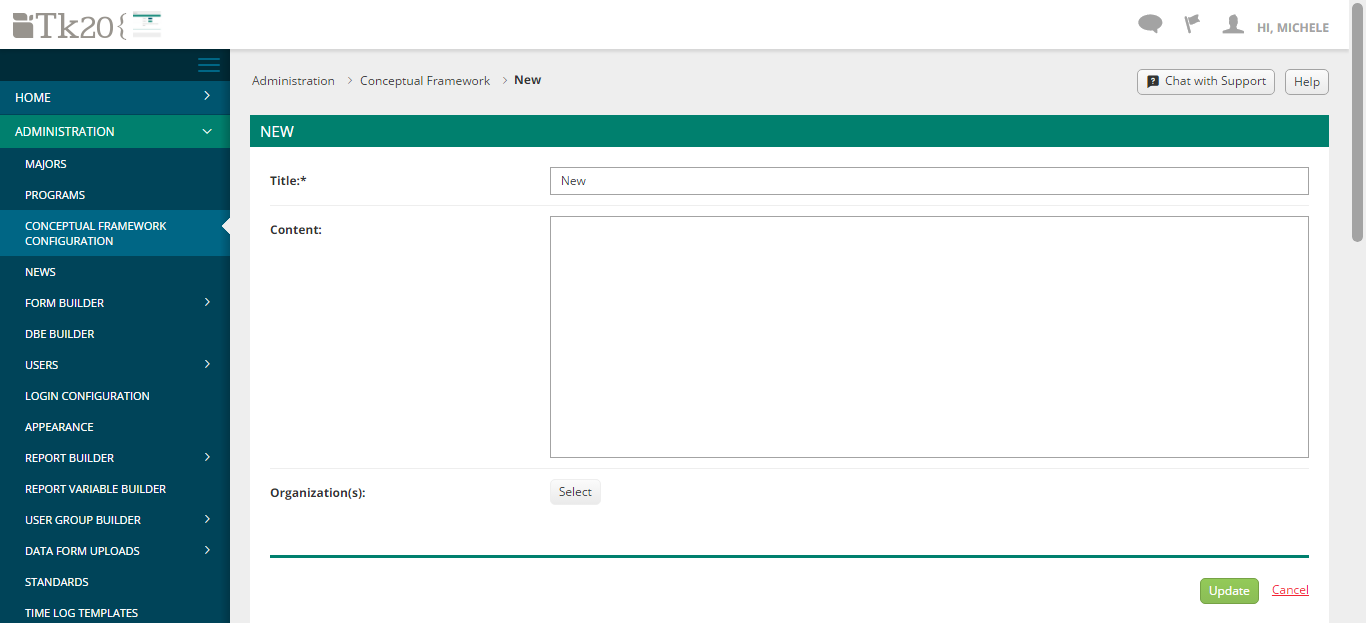 Tk20{
HI, MICHELE
HOME
ADMINISTRATION
MAJORS
PROGRAMS
CONCEPTUAL FRAMEWORK
CONFIGURATION
NEWS
FORM BUILDER
DBE BUILDER
USERS
LOGIN CONFIGURATION
APPEARANCE
REPORT BUILDER
REPORT VARIABLE BUILDER
USER GROUP BUILDER
DATA FORM UPLOADS
STANDARDS
TIME LOG TEMPLATES
Administration > Conceptual Framework > New
Chat with Support
Help
NEW
Title:*
New
Content:
Organization(s):
Select
Update
Cancel